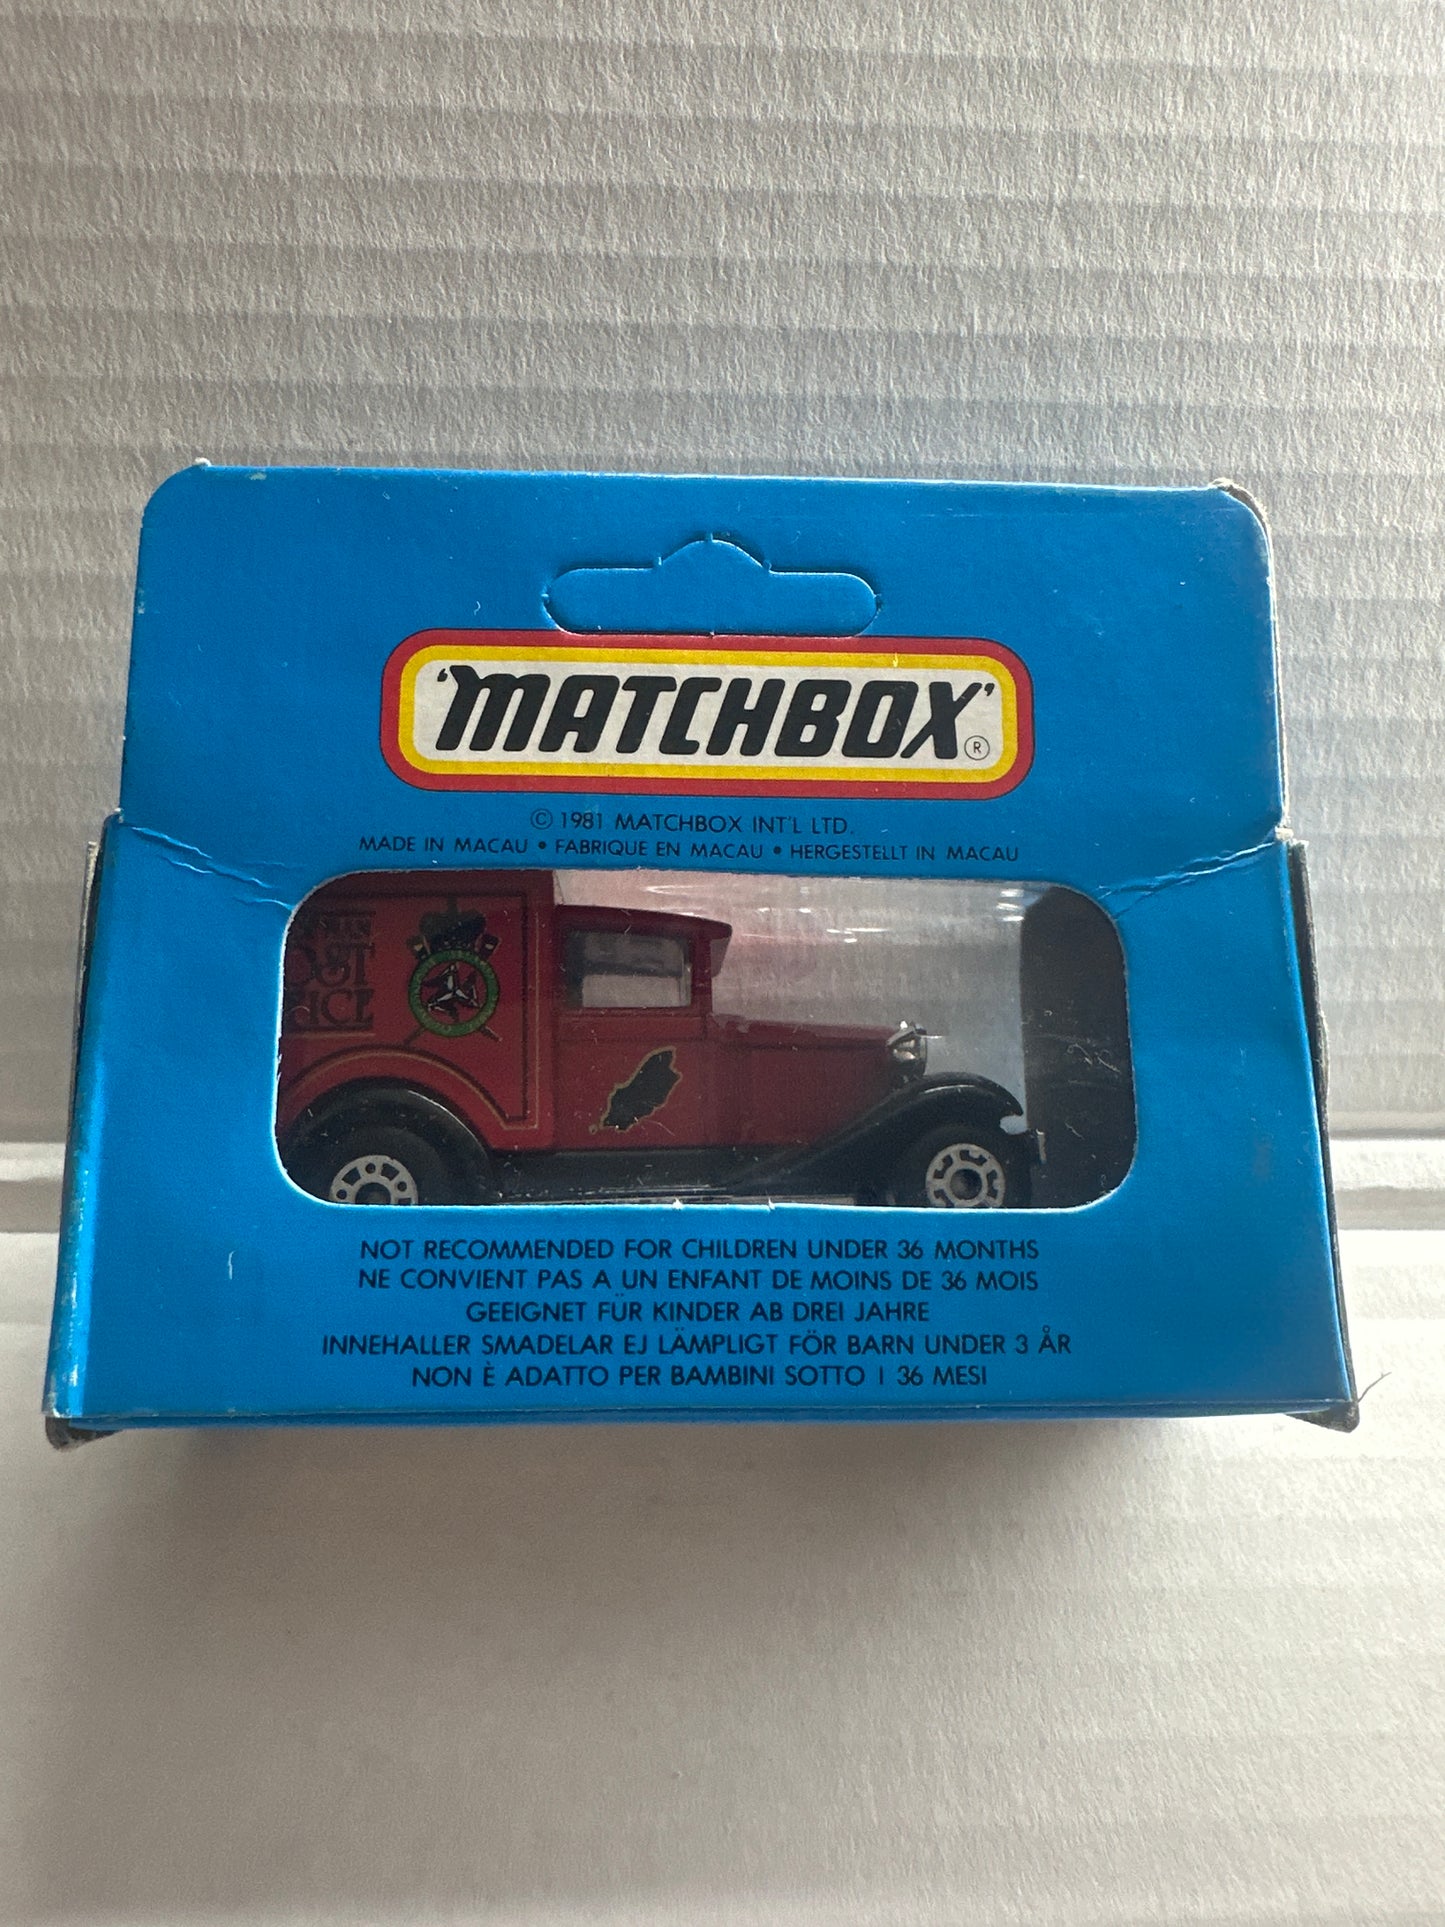 'MATCHBOX' ®
© 1981 MATCHBOX INT'L LTD.
MADE IN MACAU • FABRIQUE EN MACAU • HERGESTELLT IN MACAU
NOT RECOMMENDED FOR CHILDREN UNDER 36 MONTHS
NE CONVIENT PAS A UN ENFANT DE MOINS DE 36 MOIS
GEEIGNET FÜR KINDER AB DREI JAHRE
INNEHALLER SMADELAR EJ LÄMPLIGT FÖR BARN UNDER 3 ÅR
NON È ADATTO PER BAMBINI SOTTO I 36 MESI